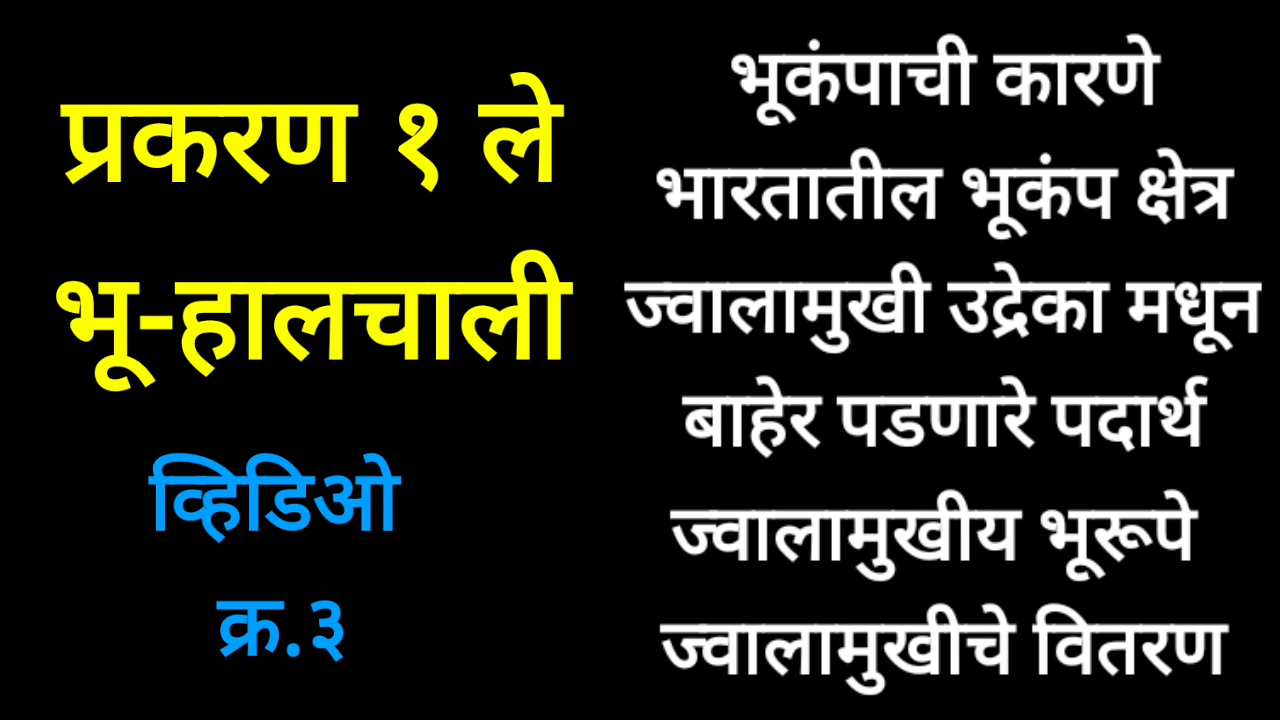 प्रकरण १ ले
भू-हालचाली
व्हिडिओ
क्र.३
भूकंपाची कारणे
भारतातील भूकंप क्षेत्र
ज्वालामुखी उद्रेका मधून
बाहेर पडणारे पदार्थ
ज्वालामुखीय भूरूपे
ज्वालामुखीचे वितरण